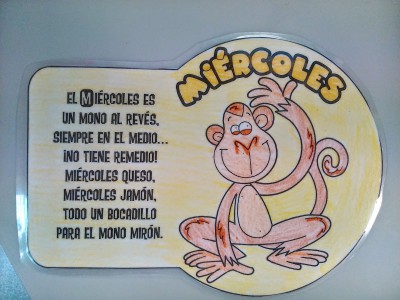 MIÉRCOLES
EL MIÉRCOLES ES
UN MONO AL REVÉS,
SIEMPRE EN EL MEDIO...
¡NO TIENE REMEDIO!
MIÉRCOLES QUESO,
MIÉRCOLES JAMÓN,
TODO UN BOCADILLO
PARA EL MONO MIRÓN.